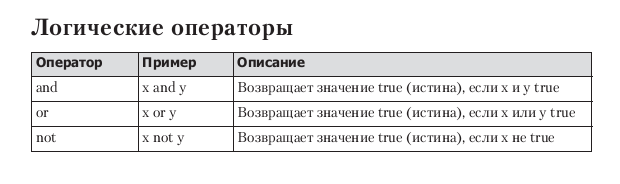 Логические операторы
Оператор Пример Описание
and x and y Возвращает значение true (истина), если x и y true
or x or y Возвращает значение true (истина), если x или y true
not x not y Возвращает значение true (истина), если x не true